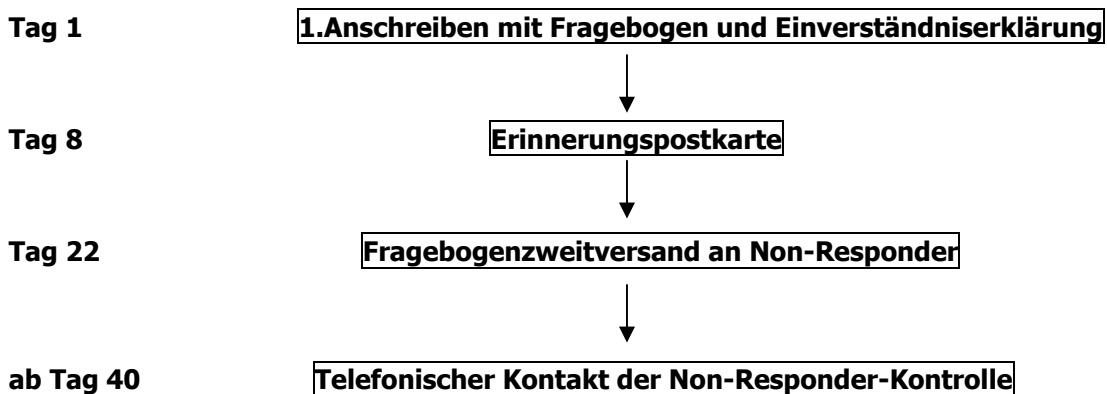 Tag 1 1.Anschreiben mit Fragebogen und Einverständniserklärung
Tag 8 Erinnerungspostkarte
Tag 22 Fragebogenzweitversand an Non-Responder
ab Tag 40 Telefonischer Kontakt der Non-Responder-Kontrolle